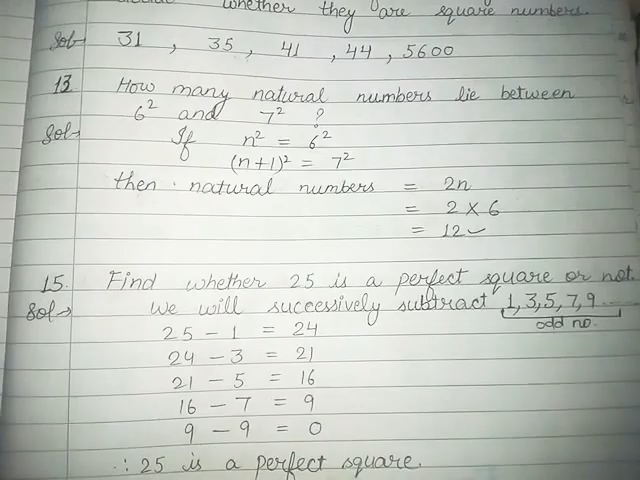 whether they are square numbers.
Sol→ 31 , 35 , 41 , 44 , 5600
13 How many natural numbers lie between
6² and 7² ?
Sol→ If n² = 6²
(n+1)² = 7²
then natural numbers = 2n
= 2 × 6
= 12
15. Find whether 25 is a perfect square or not.
Sol→ We will successively subtract 1, 3, 5, 7, 9 ....
odd no.
25 - 1 = 24
24 - 3 = 21
21 - 5 = 16
16 - 7 = 9
9 - 9 = 0
∴ 25 is a perfect square.